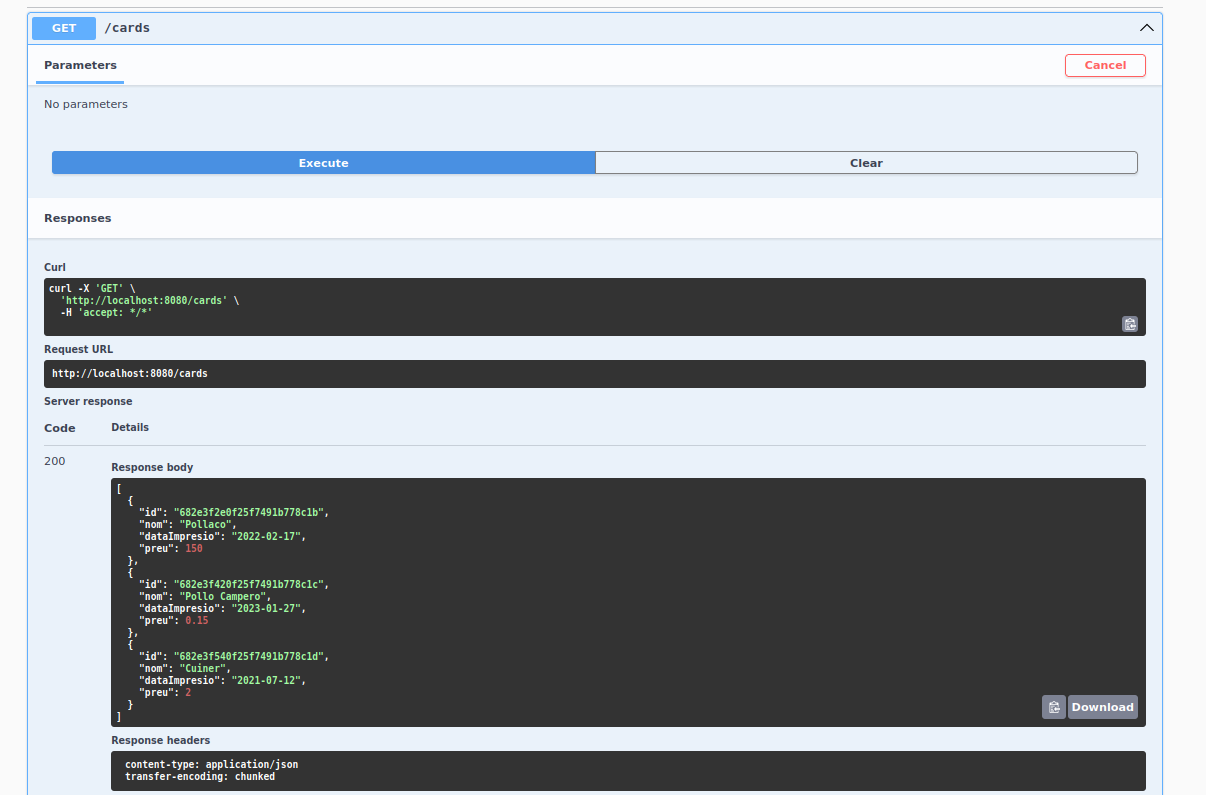 GET /cards
Parameters
Cancel
No parameters
Execute
Clear
Responses
Curl
curl -X 'GET' \
  'http://localhost:8080/cards' \
  -H 'accept: */*'
Request URL
http://localhost:8080/cards
Server response
Code Details
200
Response body
[
  {
    "id": "682e3f2e0f25f7491b778c1b",
    "nom": "Pollaco",
    "dataImpresio": "2022-02-17",
    "preu": 150
  },
  {
    "id": "682e3f420f25f7491b778c1c",
    "nom": "Pollo Campero",
    "dataImpresio": "2023-01-27",
    "preu": 0.15
  },
  {
    "id": "682e3f540f25f7491b778c1d",
    "nom": "Cuiner",
    "dataImpresio": "2021-07-12",
    "preu": 2
  }
]
Download
Response headers
content-type: application/json
transfer-encoding: chunked